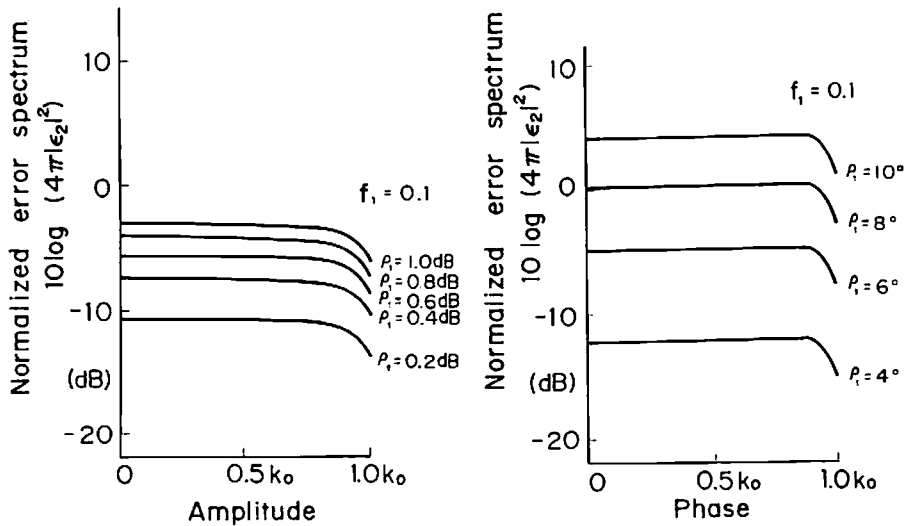 Normalized error spectrum
10 log (4π|ϵ₂|²)
(dB)
10
0
-10
-20
f₁ = 0.1
ρ₁ = 1.0dB
ρ₁ = 0.8dB
ρ₁ = 0.6dB
ρ₁ = 0.4dB
ρ₁ = 0.2dB
0
0.5k₀
1.0k₀
Amplitude
Normalized error spectrum
10 log (4π|ϵ₂|²)
(dB)
10
0
-10
-20
f₁ = 0.1
ρ₁ = 10°
ρ₁ = 8°
ρ₁ = 6°
ρ₁ = 4°
0
0.5k₀
1.0k₀
Phase